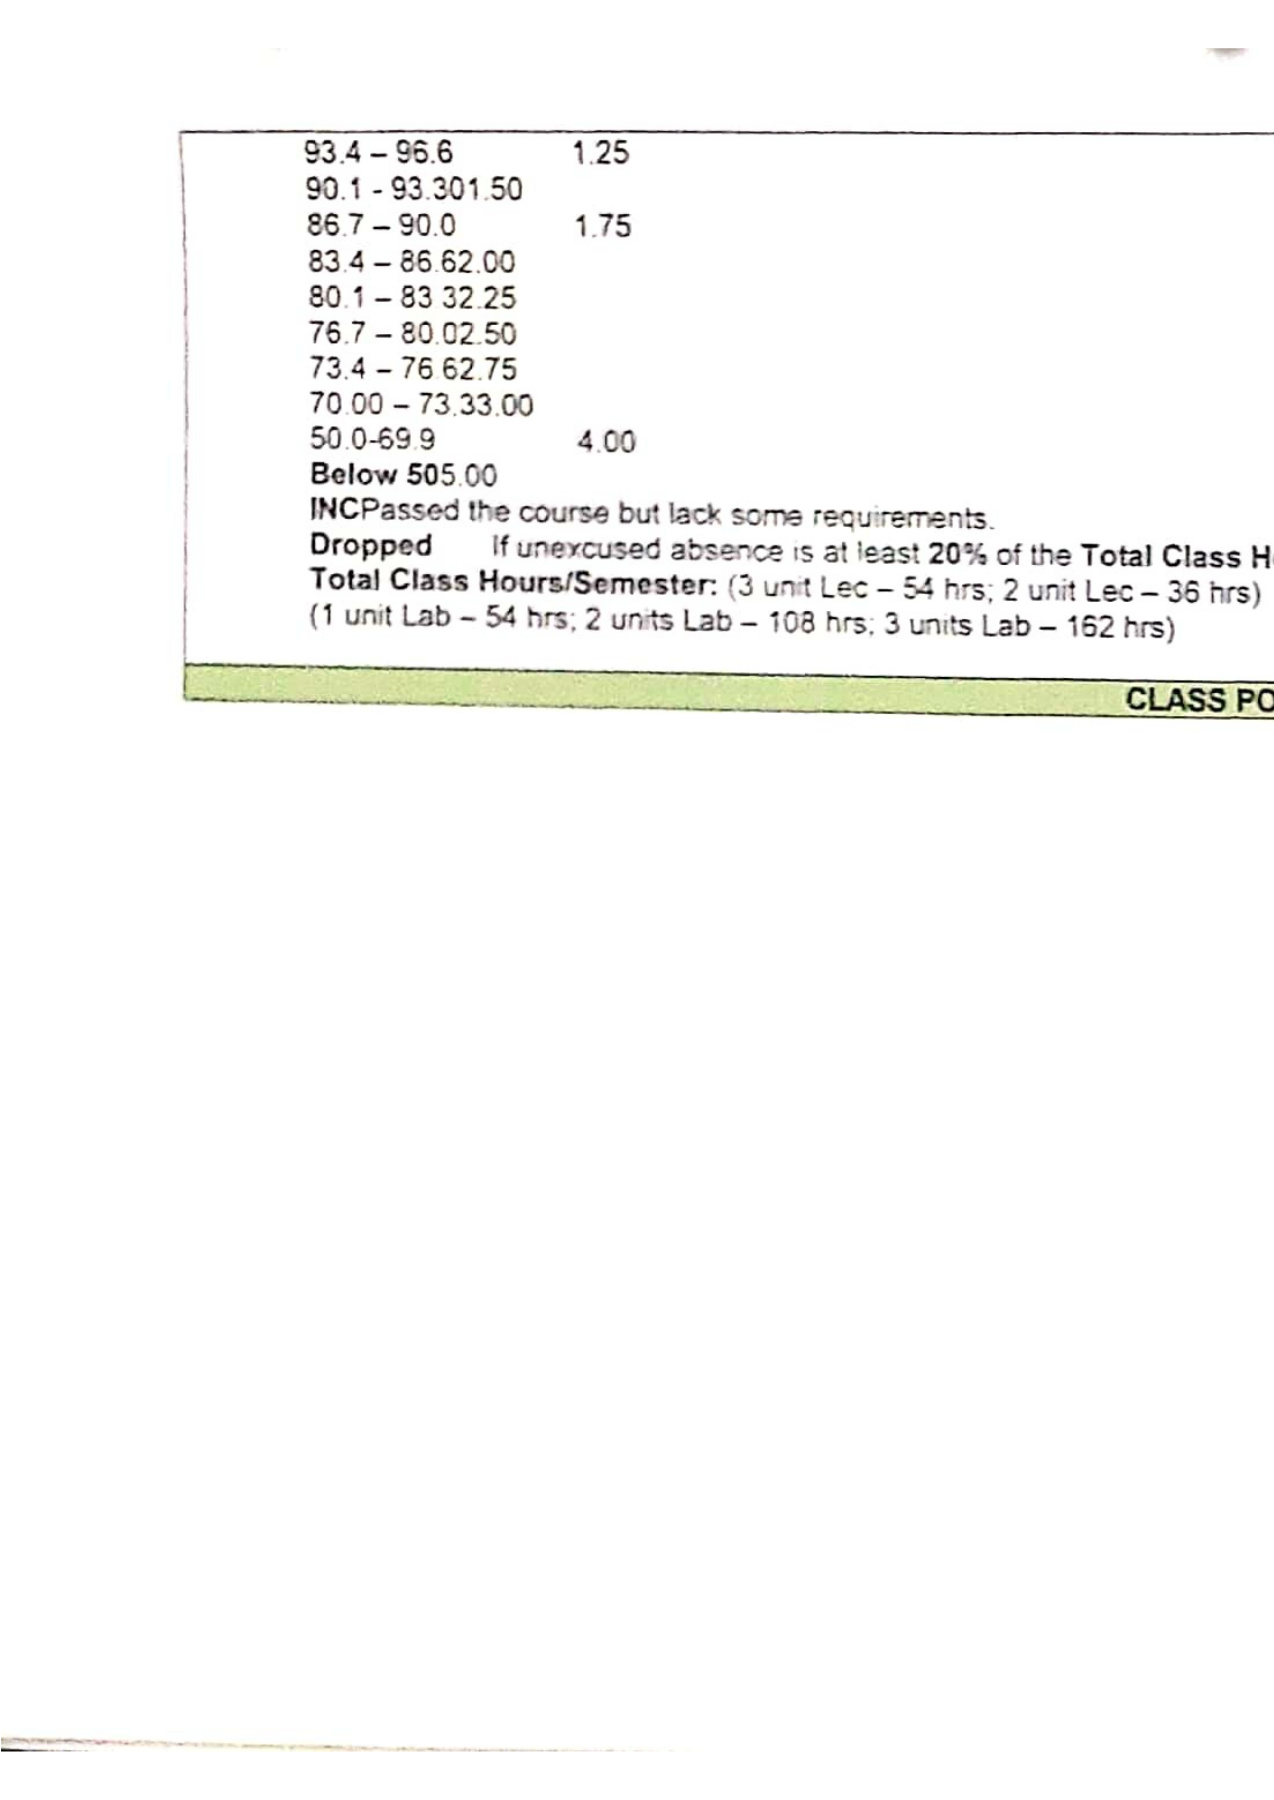 93.4 – 96.6 1.25
90.1 - 93.301.50
86.7 – 90.0 1.75
83.4 – 86.62.00
80.1 – 83.32.25
76.7 – 80.02.50
73.4 – 76.62.75
70.00 – 73.33.00
50.0-69.9 4.00
Below 505.00
INCPassed the course but lack some requirements.
Dropped If unexcused absence is at least 20% of the Total Class H
Total Class Hours/Semester: (3 unit Lec – 54 hrs; 2 unit Lec – 36 hrs)
(1 unit Lab – 54 hrs; 2 units Lab – 108 hrs; 3 units Lab – 162 hrs)
CLASS PO